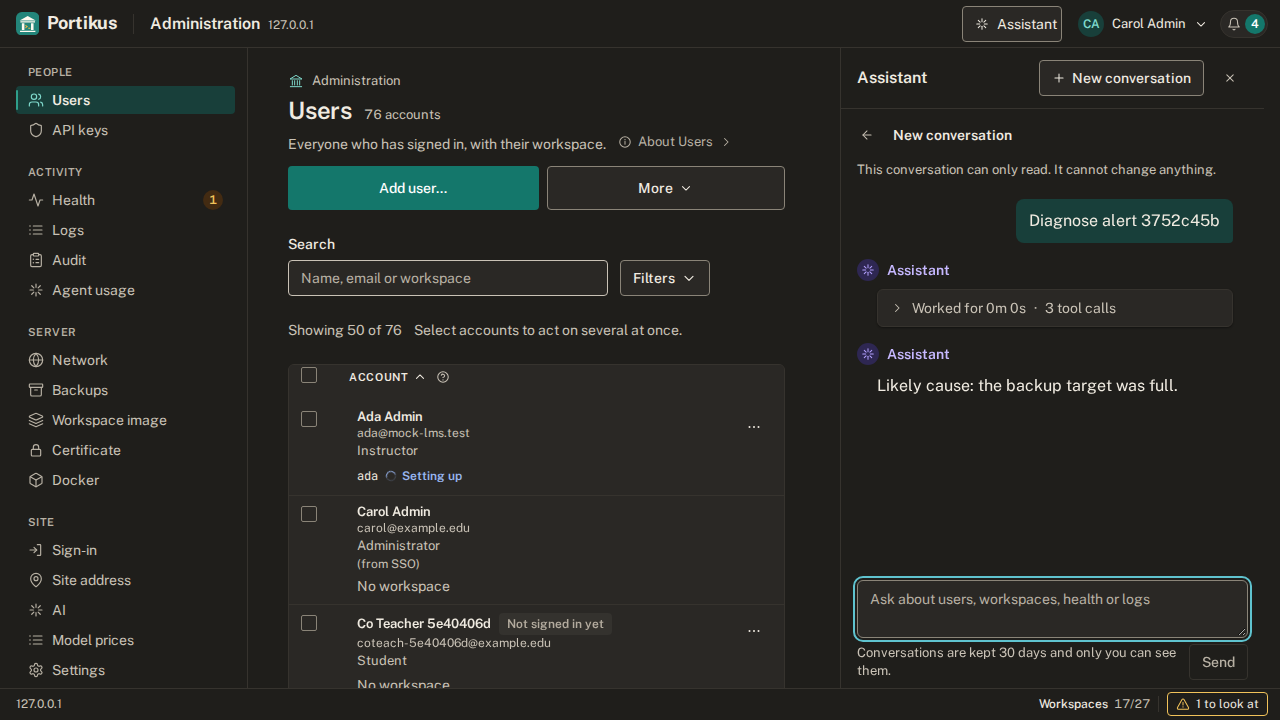 Portikus
Administration 127.0.0.1
Assistant
CA Carol Admin
4
PEOPLE
Users
API keys
ACTIVITY
Health 1
Logs
Audit
Agent usage
SERVER
Network
Backups
Workspace image
Certificate
Docker
SITE
Sign-in
Site address
AI
Model prices
Settings
Administration
Users 76 accounts
Everyone who has signed in, with their workspace. About Users
Add user...
More
Search
Name, email or workspace
Filters
Showing 50 of 76 Select accounts to act on several at once.
ACCOUNT
Ada Admin
ada@mock-lms.test
Instructor
ada Setting up
Carol Admin
carol@example.edu
Administrator
(from SSO)
No workspace
Co Teacher 5e40406d Not signed in yet
coteach-5e40406d@example.edu
Student
No workspace
Assistant
New conversation
New conversation
This conversation can only read. It cannot change anything.
Diagnose alert 3752c45b
Assistant
Worked for 0m 0s · 3 tool calls
Assistant
Likely cause: the backup target was full.
Ask about users, workspaces, health or logs
Conversations are kept 30 days and only you can see
them.
Send
127.0.0.1
Workspaces 17/27
1 to look at